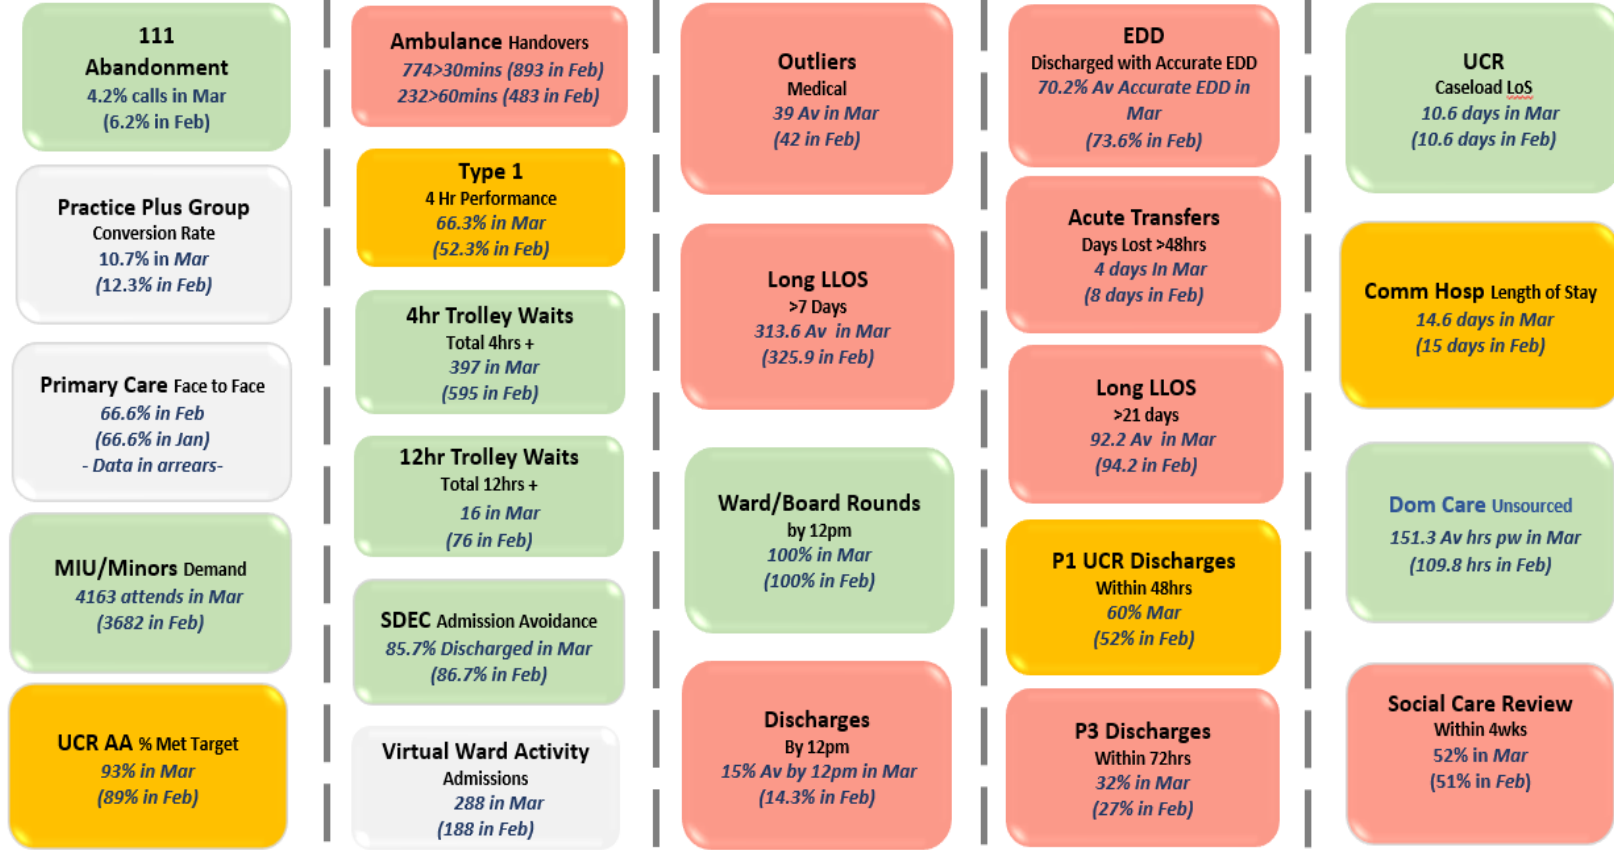 111
Abandonment
4.2% calls in Mar
(6.2% in Feb)
Practice Plus Group
Conversion Rate
10.7% in Mar
(12.3% in Feb)
Primary Care Face to Face
66.6% in Feb
(66.6% in Jan)
- Data in arrears-
MIU/Minors Demand
4163 attends in Mar
(3682 in Feb)
UCR AA % Met Target
93% in Mar
(89% in Feb)
Ambulance Handovers
774>30mins (893 in Feb)
232>60mins (483 in Feb)
Type 1
4 Hr Performance
66.3% in Mar
(52.3% in Feb)
4hr Trolley Waits
Total 4hrs +
397 in Mar
(595 in Feb)
12hr Trolley Waits
Total 12hrs +
16 in Mar
(76 in Feb)
SDEC Admission Avoidance
85.7% Discharged in Mar
(86.7% in Feb)
Virtual Ward Activity
Admissions
288 in Mar
(188 in Feb)
Outliers
Medical
39 Av in Mar
(42 in Feb)
Long LLOS
>7 Days
313.6 Av in Mar
(325.9 in Feb)
Ward/Board Rounds
by 12pm
100% in Mar
(100% in Feb)
Discharges
By 12pm
15% Av by 12pm in Mar
(14.3% in Feb)
EDD
Discharged with Accurate EDD
70.2% Av Accurate EDD in
Mar
(73.6% in Feb)
Acute Transfers
Days Lost >48hrs
4 days In Mar
(8 days in Feb)
Long LLOS
>21 days
92.2 Av in Mar
(94.2 in Feb)
P1 UCR Discharges
Within 48hrs
60% Mar
(52% in Feb)
P3 Discharges
Within 72hrs
32% in Mar
(27% in Feb)
UCR
Caseload LoS
10.6 days in Mar
(10.6 days in Feb)
Comm Hosp Length of Stay
14.6 days in Mar
(15 days in Feb)
Dom Care Unsourced
151.3 Av hrs pw in Mar
(109.8 hrs in Feb)
Social Care Review
Within 4wks
52% in Mar
(51% in Feb)